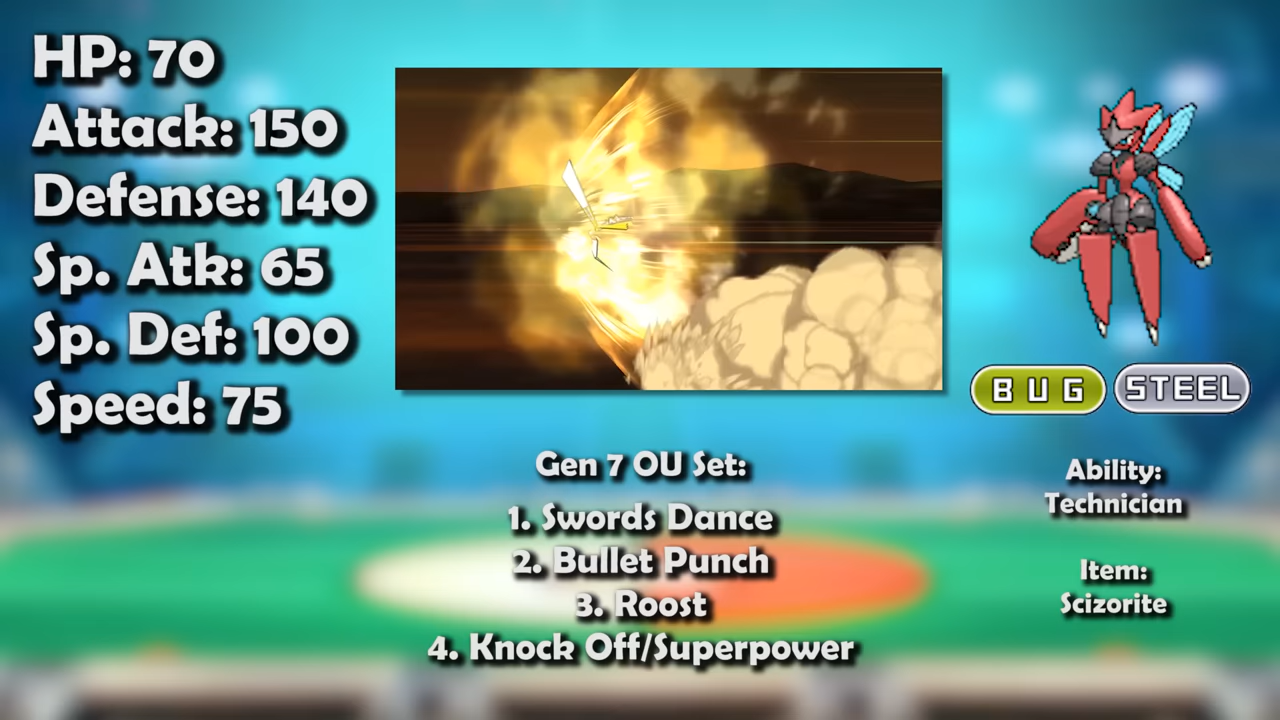 HP: 70
Attack: 150
Defense: 140
Sp. Atk: 65
Sp. Def: 100
Speed: 75
BUG
STEEL
Gen 7 OU Set:
1. Swords Dance
2. Bullet Punch
3. Roost
4. Knock Off/Superpower
Ability:
Technician
Item:
Scizorite